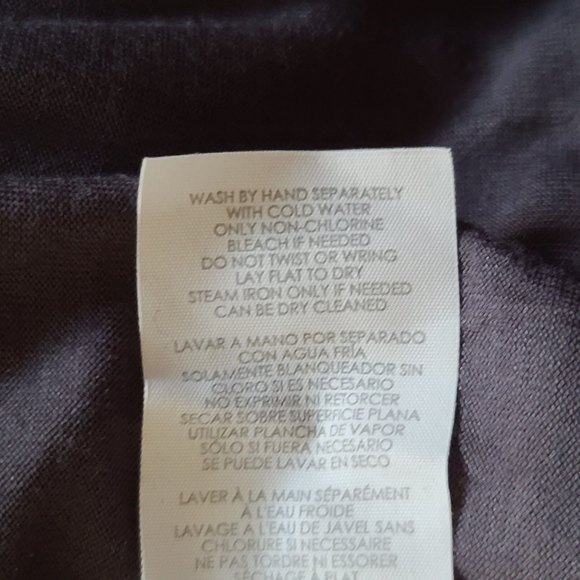 WASH BY HAND SEPARATELY
WITH COLD WATER
ONLY NON-CHLORINE
BLEACH IF NEEDED
DO NOT TWIST OR WRING
LAY FLAT TO DRY
STEAM IRON ONLY IF NEEDED
CAN BE DRY CLEANED
LAVAR A MANO POR SEPARADO
CON AGUA FRÍA
SOLAMENTE BLANQUEADOR SIN
CLORO SI ES NECESARIO
NO EXPRIMIR NI RETORCER
SECAR SOBRE SUPERFICIE PLANA
UTILIZAR PLANCHA DE VAPOR
SÓLO SI FUERA NECESARIO
SE PUEDE LAVAR EN SECO
LAVER À LA MAIN SÉPARÉMENT
À L'EAU FROIDE
LAVAGE A L'EAU DE JAVEL SANS
CHLORURE SI NECESSAIRE
NE PAS TORDRE NI ESSORER
SÉCHAGE A PLAT